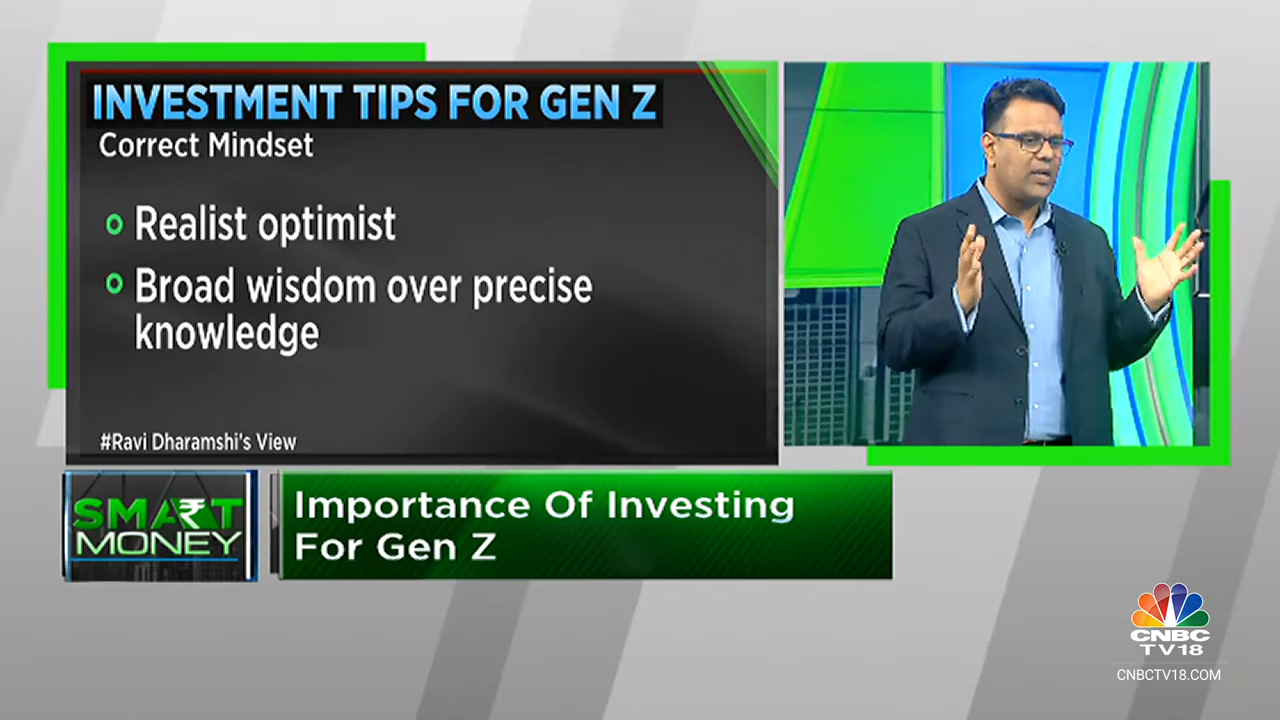 INVESTMENT TIPS FOR GEN Z
Correct Mindset
Realist optimist
Broad wisdom over precise
knowledge
#Ravi Dharamshi's View
SMA₹T
MONEY
Importance Of Investing
For Gen Z
CNBC
TV18
CNBCTV18.COM